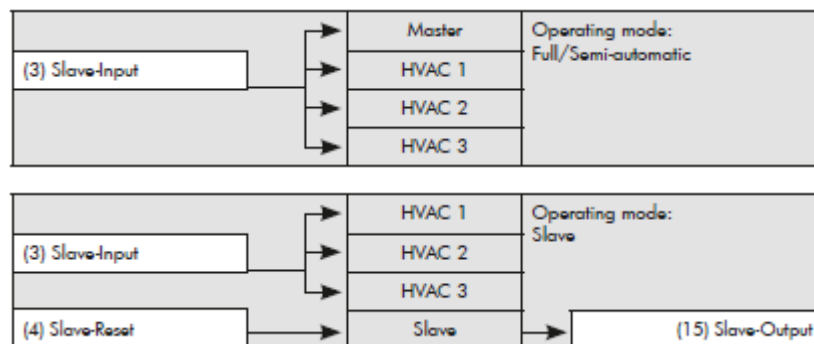 Master
Operating mode:
Full/Semi-automatic
(3) Slave-Input
HVAC 1
HVAC 2
HVAC 3
HVAC 1
Operating mode:
Slave
(3) Slave-Input
HVAC 2
HVAC 3
(4) Slave-Reset
Slave
(15) Slave-Output